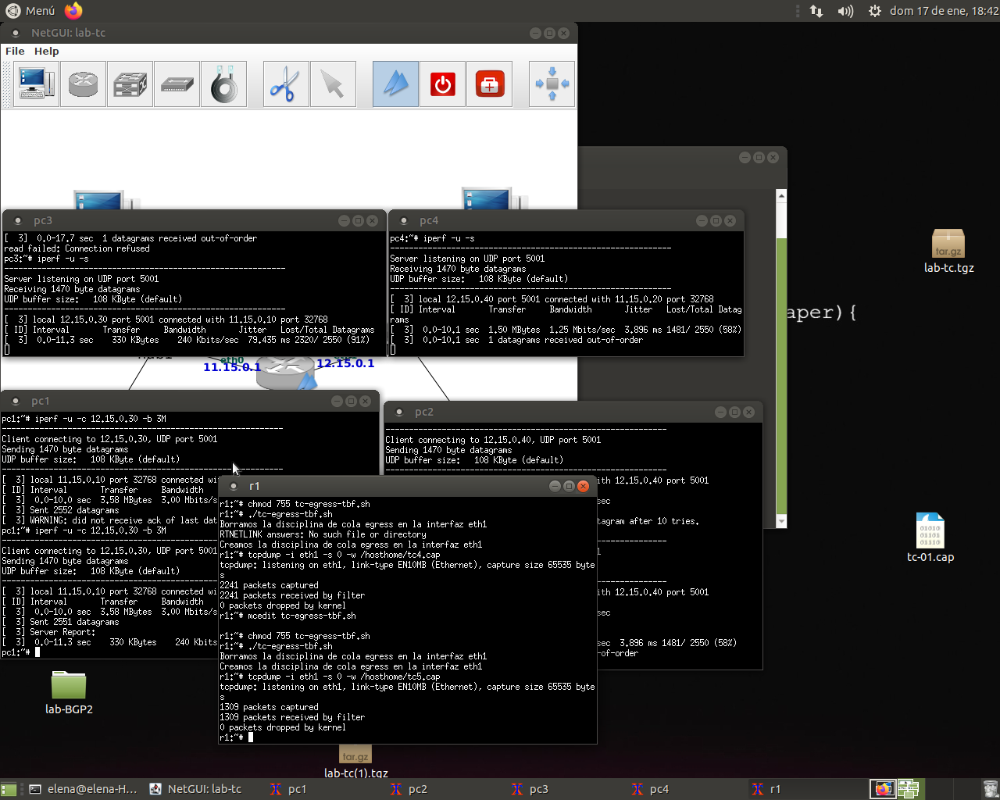 Menú
dom 17 de ene, 18:42
NetGUI: lab-tc
File Help
pc3
[  3]  0.0-17.7 sec  1 datagrams received out-of-order
read failed: Connection refused
pc3:~# iperf -u -s
------------------------------------------------------------
Server listening on UDP port 5001
Receiving 1470 byte datagrams
UDP buffer size:   108 KByte (default)
------------------------------------------------------------
[  3] local 12.15.0.30 port 5001 connected with 11.15.0.10 port 32768
[ ID] Interval       Transfer     Bandwidth       Jitter   Lost/Total Datagrams
[  3]  0.0-11.3 sec    330 KBytes    240 Kbits/sec  79.435 ms 2320/ 2550 (91%)
pc4
pc4:~# iperf -u -s
------------------------------------------------------------
Server listening on UDP port 5001
Receiving 1470 byte datagrams
UDP buffer size:   108 KByte (default)
------------------------------------------------------------
[  3] local 12.15.0.40 port 5001 connected with 11.15.0.20 port 32768
[ ID] Interval       Transfer     Bandwidth       Jitter   Lost/Total Datag
rams
[  3]  0.0-10.1 sec  1.50 MBytes  1.25 Mbits/sec  3.896 ms 1481/ 2550 (58%)
[  3]  0.0-10.1 sec  1 datagrams received out-of-order
aper){
lab-tc.tgz
eth0
11.15.0.1
12.15.0.1
pc1
pc1:~# iperf -u -c 12.15.0.30 -b 3M
------------------------------------------------------------
Client connecting to 12.15.0.30, UDP port 5001
Sending 1470 byte datagrams
UDP buffer size:   108 KByte (default)
------------------------------------------------------------
[  3] local 11.15.0.10 port 32768 connected wi
[ ID] Interval       Transfer     Bandwidth
[  3]  0.0-10.0 sec  3.58 MBytes  3.00 Mbits/s
[  3] Sent 2552 datagrams
[  3] WARNING: did not receive ack of last dat
pc1:~# iperf -u -c 12.15.0.30 -b 3M
------------------------------------------------------------
Client connecting to 12.15.0.30, UDP port 5001
Sending 1470 byte datagrams
UDP buffer size:   108 KByte (default)
------------------------------------------------------------
[  3] local 11.15.0.10 port 32768 connected wi
[ ID] Interval       Transfer     Bandwidth
[  3]  0.0-10.0 sec  3.58 MBytes  3.00 Mbits/s
[  3] Sent 2551 datagrams
[  3] Server Report:
[  3]  0.0-11.3 sec    330 KBytes    240 Kbits
pc1:~#
pc2
------------------------------------------------------------
Client connecting to 12.15.0.40, UDP port 5001
Sending 1470 byte datagrams
UDP buffer size:   108 KByte (default)
------------------------------------------------------------
ith 12.15.0.40 port 5001
sec
tagram after 10 tries.
ith 12.15.0.40 port 5001
sec
sec  3.896 ms 1481/ 2550 (58%)
of-order
r1
r1:~# chmod 755 tc-egress-tbf.sh
r1:~# ./tc-egress-tbf.sh
Borramos la disciplina de cola egress en la interfaz eth1
RTNETLINK answers: No such file or directory
Creamos la disciplina de cola egress en la interfaz eth1
r1:~# tcpdump -i eth1 -s 0 -w /hosthome/tc4.cap
tcpdump: listening on eth1, link-type EN10MB (Ethernet), capture size 65535 byte
s
2241 packets captured
2241 packets received by filter
0 packets dropped by kernel
r1:~# mcedit tc-egress-tbf.sh
r1:~# chmod 755 tc-egress-tbf.sh
r1:~# ./tc-egress-tbf.sh
Borramos la disciplina de cola egress en la interfaz eth1
Creamos la disciplina de cola egress en la interfaz eth1
r1:~# tcpdump -i eth1 -s 0 -w /hosthome/tc5.cap
tcpdump: listening on eth1, link-type EN10MB (Ethernet), capture size 65535 byte
s
1309 packets captured
1309 packets received by filter
0 packets dropped by kernel
r1:~#
tc-01.cap
lab-BGP2
lab-tc(1).tgz
elena@elena-H...
NetGUI: lab-tc
pc1
pc2
pc3
pc4
r1